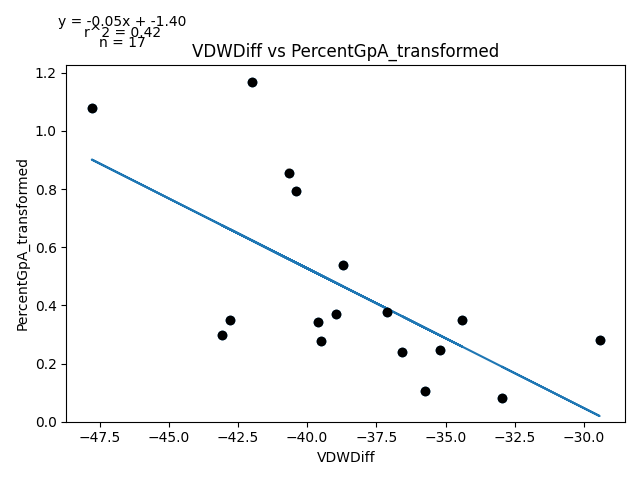 y = -0.05x + -1.40
r^2 = 0.42
n = 17
VDWDiff vs PercentGpA_transformed
1.2
1.0
0.8
0.6
0.4
0.2
0.0
PercentGpA_transformed
−47.5 −45.0 −42.5 −40.0 −37.5 −35.0 −32.5 −30.0
VDWDiff